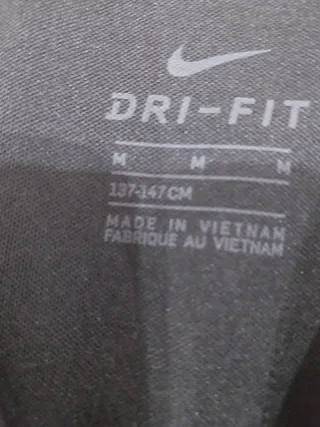 DRI-FIT
M M M
137-147CM
MADE IN VIETNAM
FABRIQUE AU VIETNAM